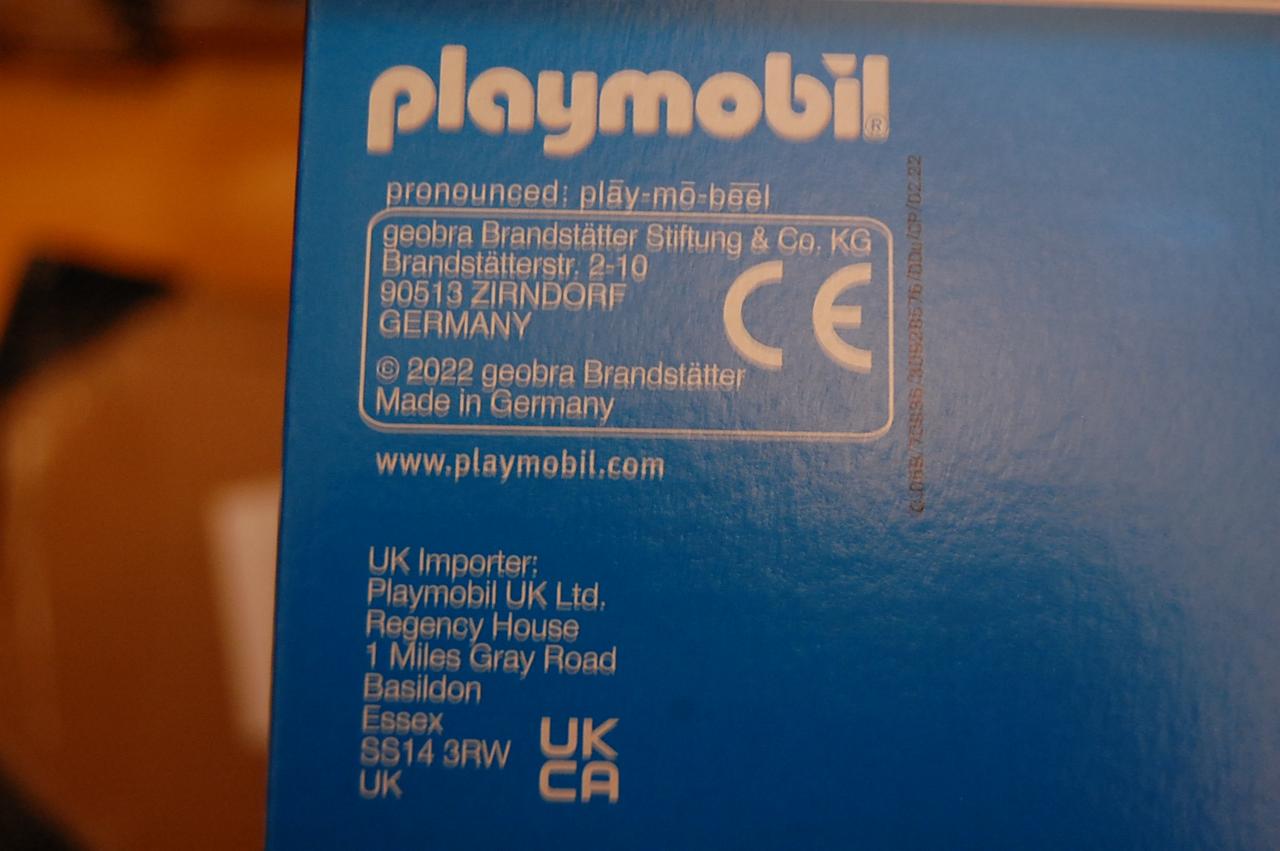 playmobil®
pronounced: plāy-mō-bēēl
geobra Brandstätter Stiftung & Co. KG
Brandstätterstr. 2-10
90513 ZIRNDORF
GERMANY
CE
© 2022 geobra Brandstätter
Made in Germany
www.playmobil.com
UK Importer:
Playmobil UK Ltd.
Regency House
1 Miles Gray Road
Basildon
Essex
SS14 3RW
UK
UK
CA